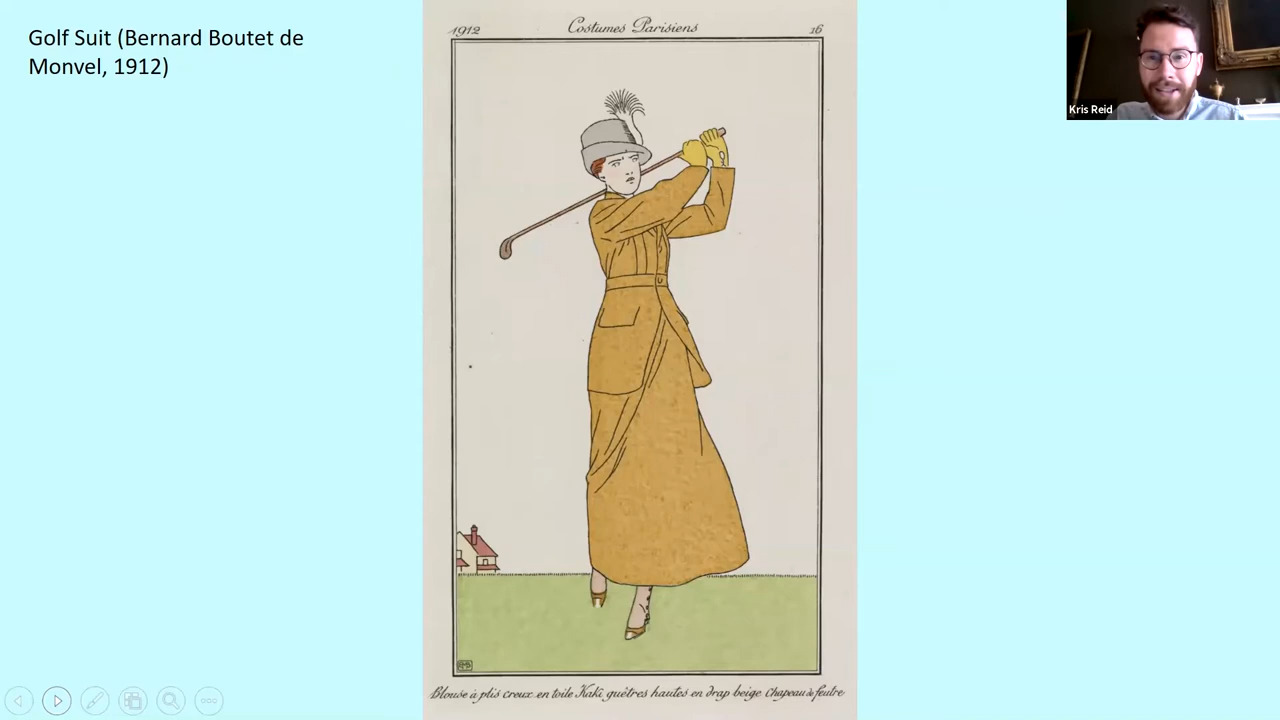 Golf Suit (Bernard Boutet de
Monvel, 1912)
Kris Reid
1912 Costumes Parisiens 16
Blouse à plis creux en toile Kaki, guêtres hautes en drap beige Chapeau de feutre